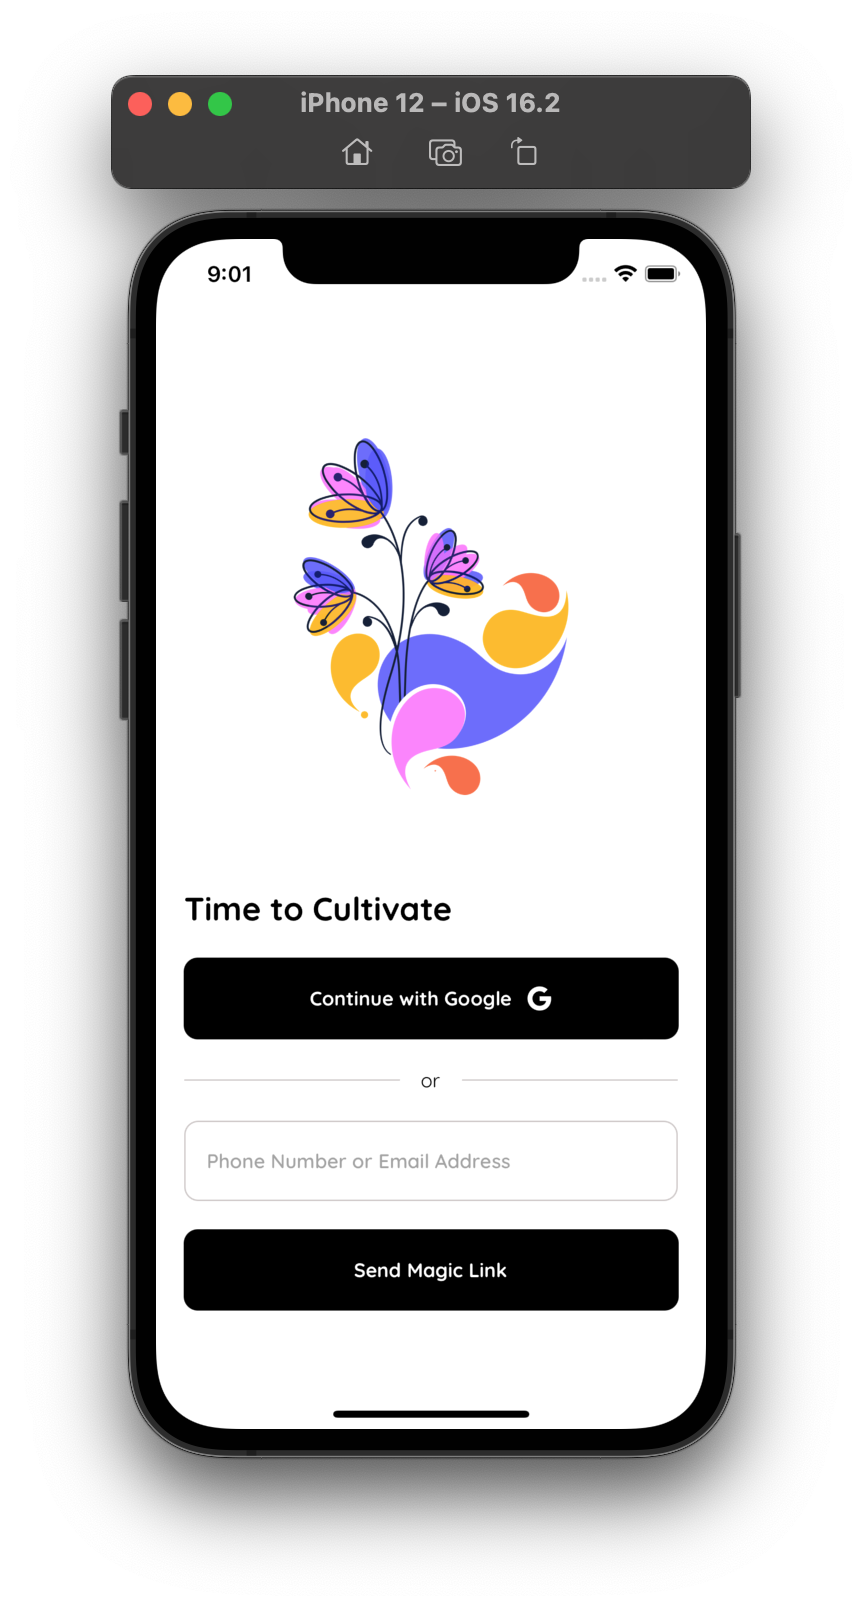 iPhone 12 – iOS 16.2
9:01
Time to Cultivate
Continue with Google G
or
Phone Number or Email Address
Send Magic Link